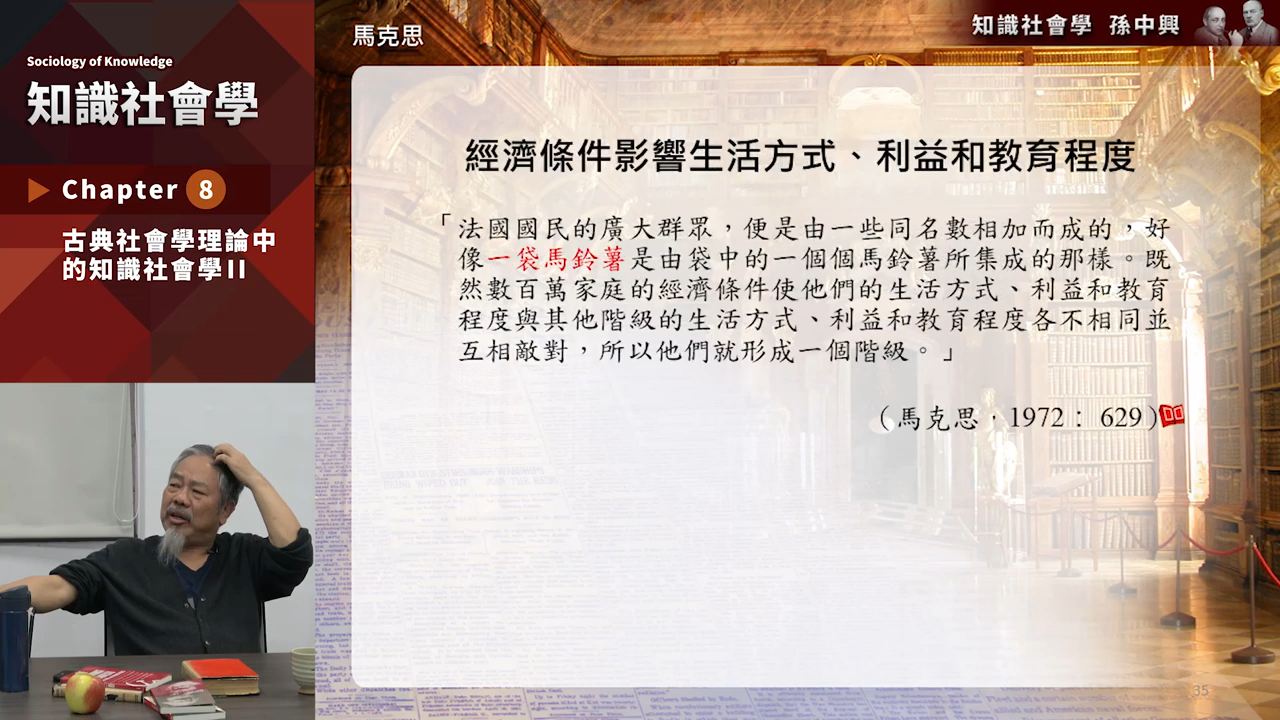 Sociology of Knowledge
知識社會學
Chapter 8
古典社會學理論中
的知識社會學II
馬克思
知識社會學 孫中興
經濟條件影響生活方式、利益和教育程度
「法國國民的廣大群眾，便是由一些同名數相加而成的，好
像一袋馬鈴薯是由袋中的一個個馬鈴薯所集成的那樣。既
然數百萬家庭的經濟條件使他們的生活方式、利益和教育
程度與其他階級的生活方式、利益和教育程度各不相同並
互相敵對，所以他們就形成一個階級。」
（馬克思，1972：629）
35